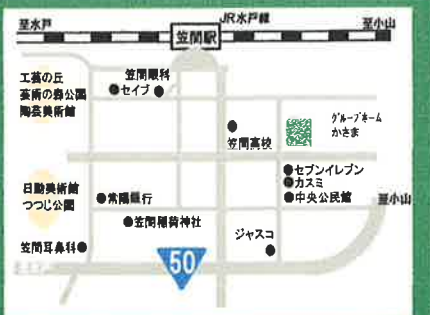 至水戸
JR水戸線
至小山
笠間駅
工芸の丘
芸術の森公園
陶芸美術館
笠間眼科
セイブ
笠間高校
グループホーム
かさま
セブンイレブン
カスミ
中央公民館
日動美術館
つつじ公園
常陽銀行
笠間稲荷神社
至小山
笠間耳鼻科
ジャスコ
50